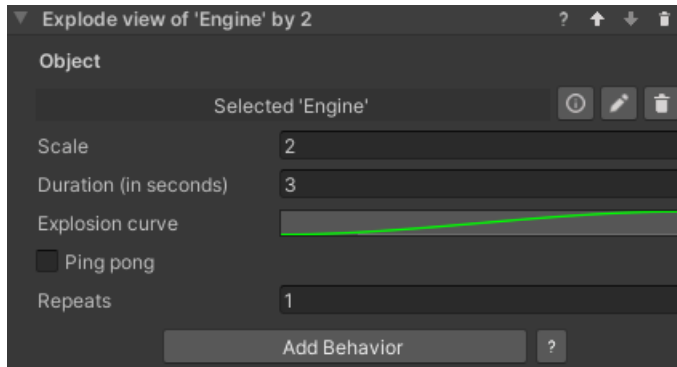 Explode view of 'Engine' by 2 ?
Object
Selected 'Engine'
Scale 2
Duration (in seconds) 3
Explosion curve
Ping pong
Repeats 1
Add Behavior ?